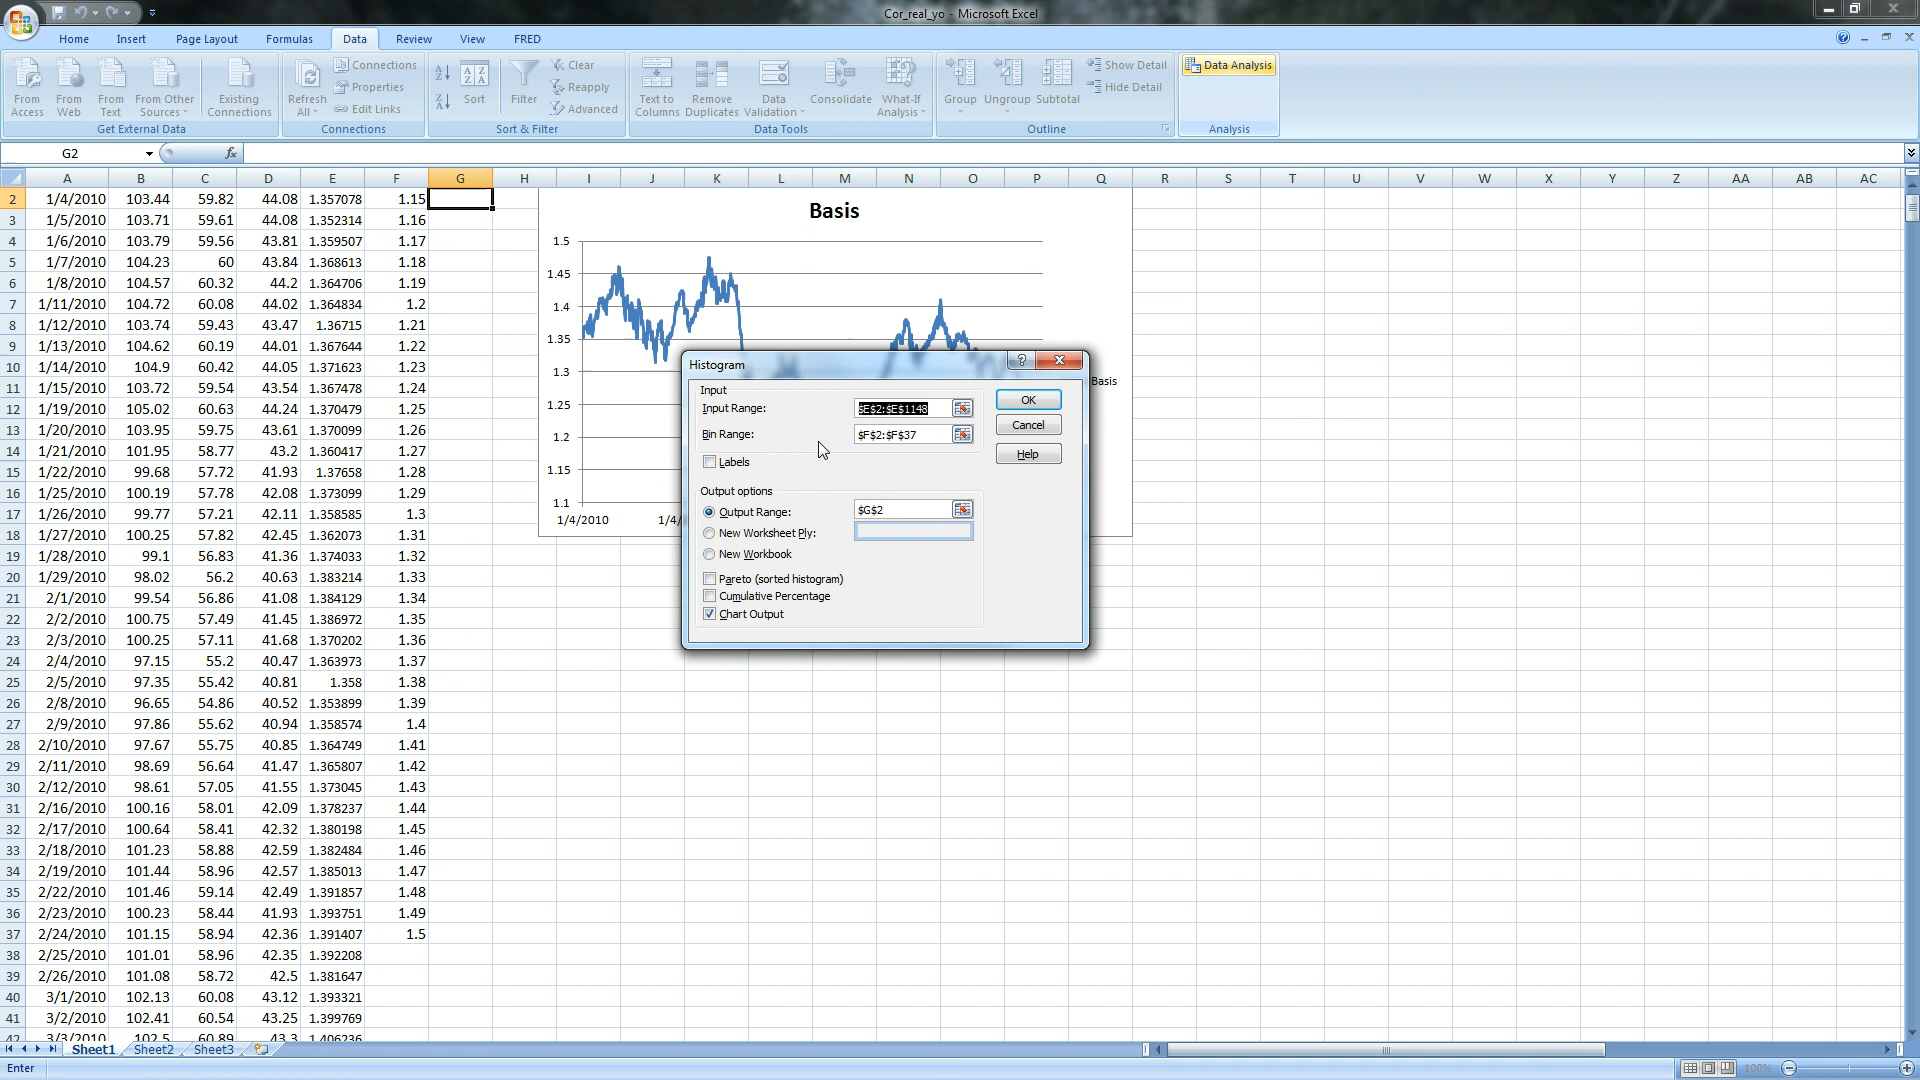 Cor_real_yo - Microsoft Excel
Home Insert Page Layout Formulas Data Review View FRED
From Access From Web From Text From Other Sources Existing Connections Refresh All Connections Properties Edit Links Sort Filter Clear Reapply Advanced Text to Columns Remove Duplicates Data Validation Consolidate What-If Analysis Group Ungroup Subtotal Show Detail Hide Detail Data Analysis
Get External Data Connections Sort & Filter Data Tools Outline Analysis
G2 fx
A B C D E F G H I J K L M N O P Q R S T U V W X Y Z AA AB AC
2 1/4/2010 103.44 59.82 44.08 1.357078 1.15
3 1/5/2010 103.71 59.61 44.08 1.352314 1.16
4 1/6/2010 103.79 59.56 43.81 1.359507 1.17
5 1/7/2010 104.23 60 43.84 1.368613 1.18
6 1/8/2010 104.57 60.32 44.2 1.364706 1.19
7 1/11/2010 104.72 60.08 44.02 1.364834 1.2
8 1/12/2010 103.74 59.43 43.47 1.36715 1.21
9 1/13/2010 104.62 60.19 44.01 1.367644 1.22
10 1/14/2010 104.9 60.42 44.05 1.371623 1.23
11 1/15/2010 103.72 59.54 43.54 1.367478 1.24
12 1/19/2010 105.02 60.63 44.24 1.370479 1.25
13 1/20/2010 103.95 59.75 43.61 1.370099 1.26
14 1/21/2010 101.95 58.77 43.2 1.360417 1.27
15 1/22/2010 99.68 57.72 41.93 1.37658 1.28
16 1/25/2010 100.19 57.78 42.08 1.373099 1.29
17 1/26/2010 99.77 57.21 42.11 1.358585 1.3
18 1/27/2010 100.25 57.82 42.45 1.362073 1.31
19 1/28/2010 99.1 56.83 41.36 1.374033 1.32
20 1/29/2010 98.02 56.2 40.63 1.383214 1.33
21 2/1/2010 99.54 56.86 41.08 1.384129 1.34
22 2/2/2010 100.75 57.49 41.45 1.386972 1.35
23 2/3/2010 100.25 57.11 41.68 1.370202 1.36
24 2/4/2010 97.15 55.2 40.47 1.363973 1.37
25 2/5/2010 97.35 55.42 40.81 1.358 1.38
26 2/8/2010 96.65 54.86 40.52 1.353899 1.39
27 2/9/2010 97.86 55.62 40.94 1.358574 1.4
28 2/10/2010 97.67 55.75 40.85 1.364749 1.41
29 2/11/2010 98.69 56.64 41.47 1.365807 1.42
30 2/12/2010 98.61 57.05 41.55 1.373045 1.43
31 2/16/2010 100.16 58.01 42.09 1.378237 1.44
32 2/17/2010 100.64 58.41 42.32 1.380198 1.45
33 2/18/2010 101.23 58.88 42.59 1.382484 1.46
34 2/19/2010 101.44 58.96 42.57 1.385013 1.47
35 2/22/2010 101.46 59.14 42.49 1.391857 1.48
36 2/23/2010 100.23 58.44 41.93 1.393751 1.49
37 2/24/2010 101.15 58.94 42.36 1.391407 1.5
38 2/25/2010 101.01 58.96 42.35 1.392208
39 2/26/2010 101.08 58.72 42.5 1.381647
40 3/1/2010 102.13 60.08 43.12 1.393321
41 3/2/2010 102.41 60.54 43.25 1.399769
42 3/3/2010 102.5 60.89 43.3 1.406236
Basis
1.5
1.45
1.4
1.35
1.3
1.25
1.2
1.15
1.1
1/4/2010 1/4/
Basis
Histogram
Input
Input Range: $E$2:$E$1148
Bin Range: $F$2:$F$37
Labels
OK
Cancel
Help
Output options
Output Range: $G$2
New Worksheet Ply:
New Workbook
Pareto (sorted histogram)
Cumulative Percentage
Chart Output
Sheet1 Sheet2 Sheet3
Enter 100%